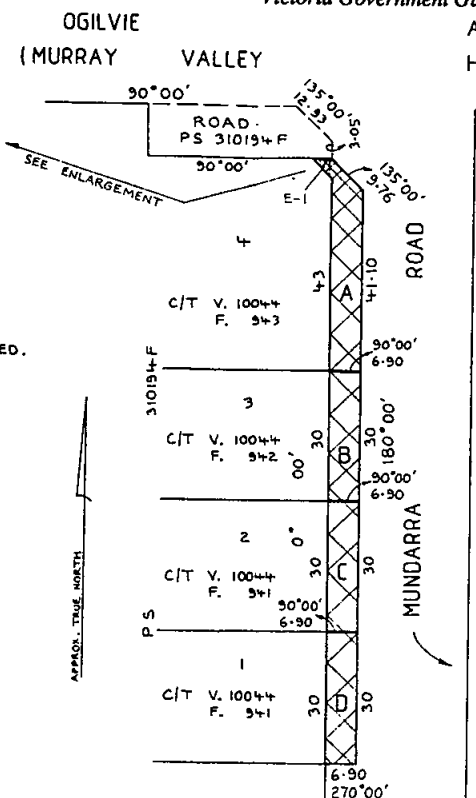 Victoria Government Gu
OGILVIE
(MURRAY VALLEY
A
H
90°00'
135°00'
12.93
3.05
ROAD.
PS 310194F
90°00'
SEE ENLARGEMENT
E-1
135°00'
9.76
ROAD
4
43
A
41.10
C/T V. 10044
F. 943
ED.
90°00'
6.90
310194F
3
C/T V. 10044
F. 942
30
B
30
180°00'
00'
90°00'
6.90
2
0°
C/T V. 10044
F. 941
30
C
30
MUNDARRA
90°00'
6.90
APPROX. TRUE NORTH
PS
1
C/T V. 10044
F. 941
30
D
30
6.90
270°00'